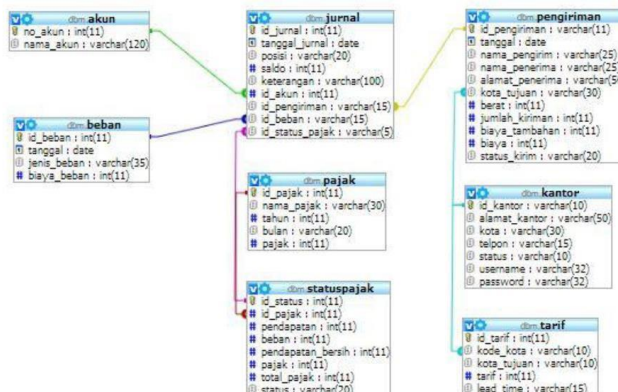 dbm akun
no_akun : int(11)
nama_akun : varchar(120)
dbm beban
id_beban : int(11)
tanggal : date
jenis_beban : varchar(35)
biaya_beban : int(11)
dbm jurnal
id_jurnal : int(11)
tanggal_jurnal : date
posisi : varchar(20)
saldo : int(11)
keterangan : varchar(100)
id_akun : int(11)
id_pengiriman : varchar(15)
id_beban : varchar(15)
id_status_pajak : varchar(5)
dbm pajak
id_pajak : int(11)
nama_pajak : varchar(30)
tahun : int(11)
bulan : varchar(20)
pajak : int(11)
dbm statuspajak
id_status : int(11)
id_pajak : int(11)
pendapatan : int(11)
beban : int(11)
pendapatan_bersih : int(11)
pajak : int(11)
total_pajak : int(11)
status : varchar(20)
dbm pengiriman
id_pengiriman : varchar(11)
tanggal : date
nama_pengirim : varchar(25
nama_penerima : varchar(25
alamat_penerima : varchar(5
kota_tujuan : varchar(30)
berat : int(11)
jumlah_kiriman : int(11)
biaya_tambahan : int(11)
biaya : int(11)
status_kirim : varchar(20)
dbm kantor
id_kantor : varchar(10)
alamat_kantor : varchar(50)
kota : varchar(30)
telpon : varchar(15)
status : varchar(10)
username : varchar(32)
password : varchar(32)
dbm tarif
id_tarif : int(11)
kode_kota : varchar(10)
kota_tujuan : varchar(10)
tarif : int(11)
lead_time : varchar(15)